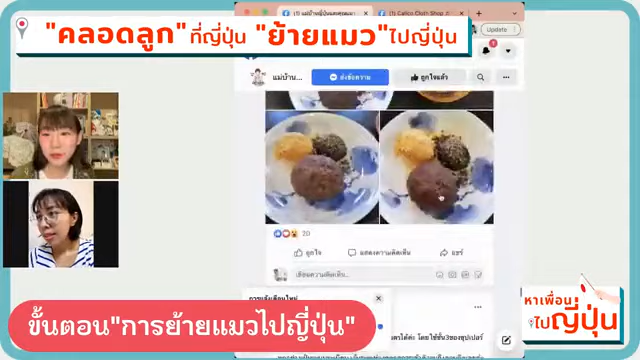 "คลอดลูก"ที่ญี่ปุ่น "ย้ายแมว"ไปญี่ปุ่น
Calico Cloth Shop
Update
แม่บ้าน...
ส่งข้อความ
ถูกใจแล้ว
20
ถูกใจ
แสดงความคิดเห็น
แชร์
เขียนความคิดเห็น...
หาเพื่อน
ไปญี่ปุ่น
ขั้นตอน"การย้ายแมวไปญี่ปุ่น"